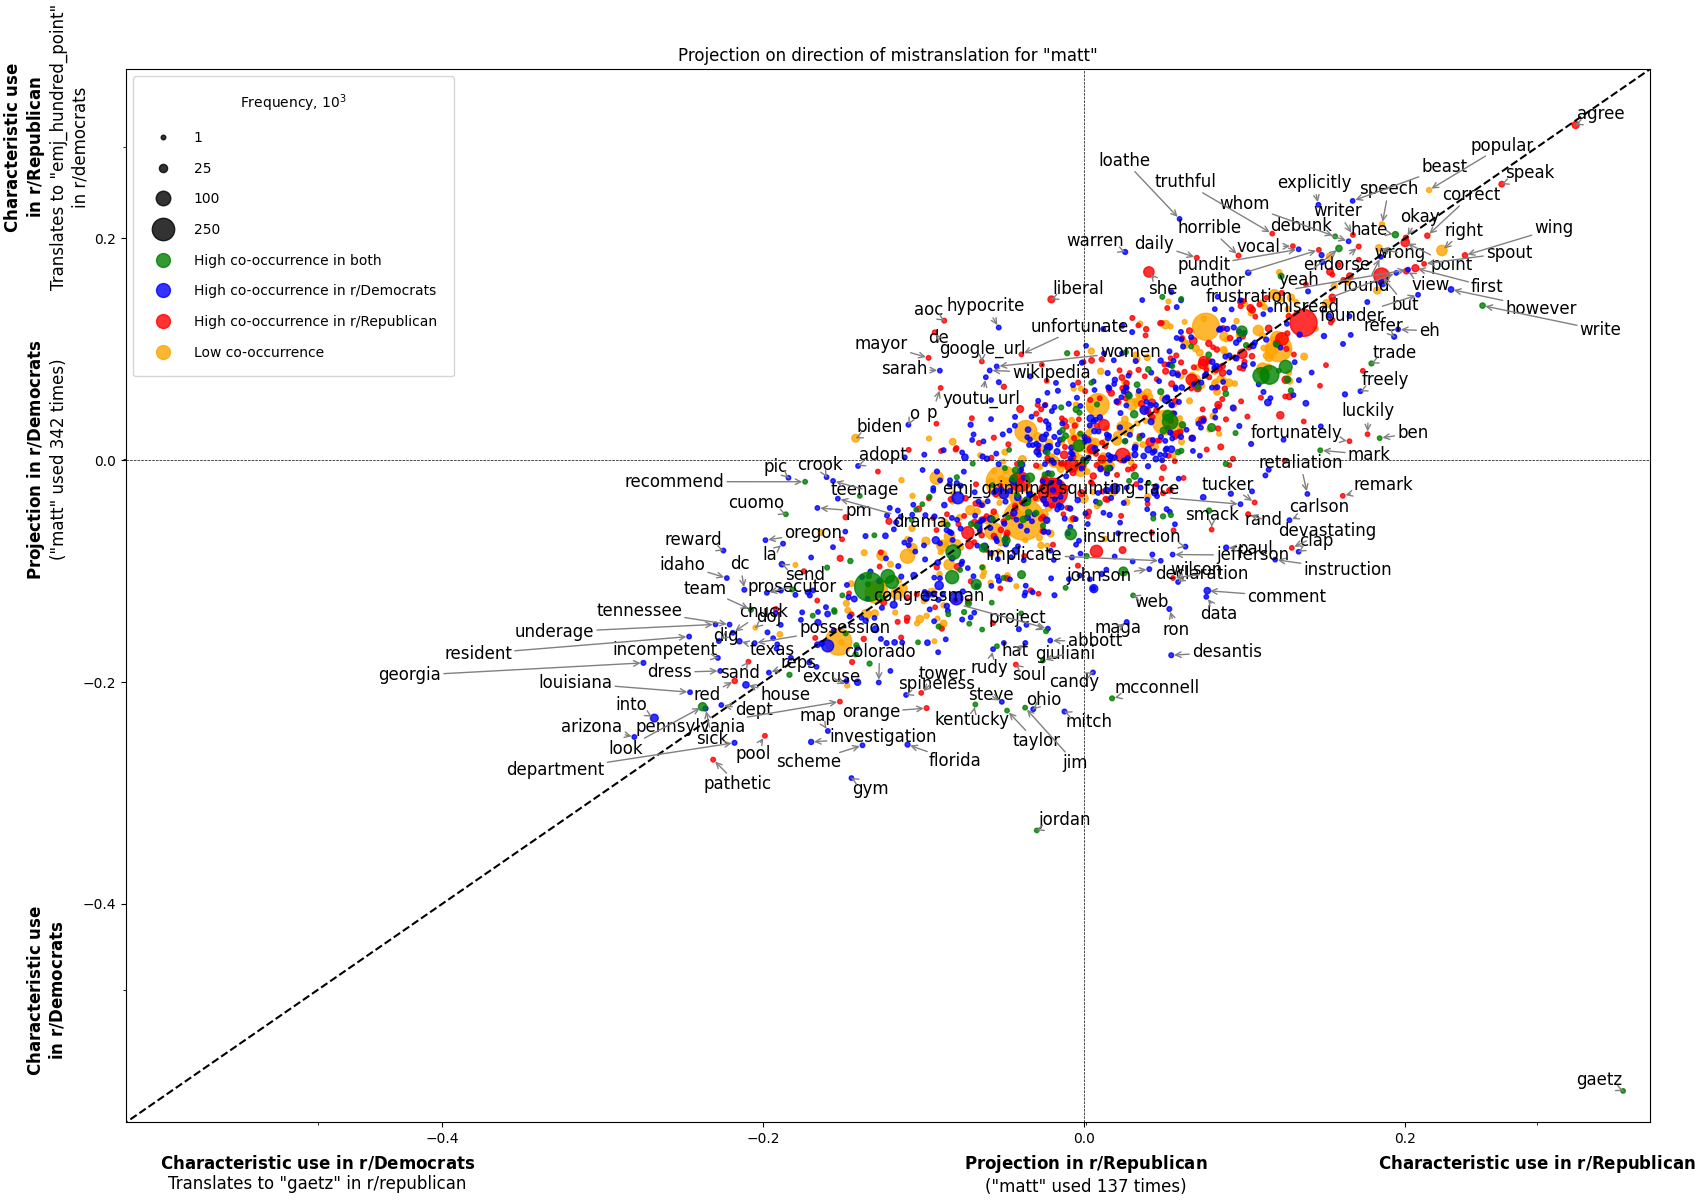 Projection on direction of mistranslation for "matt"
Characteristic use
in r/Republican
Translates to "emj_hundred_point"
in r/democrats
Projection in r/Democrats
("matt" used 342 times)
Characteristic use
in r/Democrats
Frequency, 10³
1
25
100
250
High co-occurrence in both
High co-occurrence in r/Democrats
High co-occurrence in r/Republican
Low co-occurrence
0.2
0.0
−0.2
−0.4
agree
popular
loathe
beast
speak
truthful
explicitly
speech
correct
whom
writer
okay
horrible
debunk
hate
right
wing
warren
daily
vocal
wrong
spout
pundit
endorse
point
author
yeah
found
view
first
liberal
she
frustration
but
however
aoc
hypocrite
misread
founder
refer
eh
write
unfortunate
de
mayor
google_url
women
trade
sarah
wikipedia
freely
youtu_url
o
p
luckily
biden
fortunately
ben
adopt
mark
pic
crook
retaliation
recommend
teenage
emj_grinning_squinting_face
tucker
remark
cuomo
pm
carlson
drama
smack
rand
devastating
reward
oregon
insurrection
paul
clap
la
implicate
jefferson
idaho
dc
send
johnson
wilson
declaration
instruction
team
prosecutor
congressman
web
comment
tennessee
chuck
doj
project
data
underage
dig
possession
maga
ron
resident
incompetent
texas
colorado
hat
abbott
desantis
georgia
dress
sand
reps
rudy
giuliani
louisiana
red
house
excuse
tower
spineless
soul
candy
mcconnell
into
dept
steve
ohio
arizona
pennsylvania
map
orange
kentucky
mitch
look
sick
investigation
taylor
department
pool
scheme
florida
jim
pathetic
gym
jordan
gaetz
−0.4
−0.2
0.0
0.2
Characteristic use in r/Democrats
Translates to "gaetz" in r/republican
Projection in r/Republican
("matt" used 137 times)
Characteristic use in r/Republican